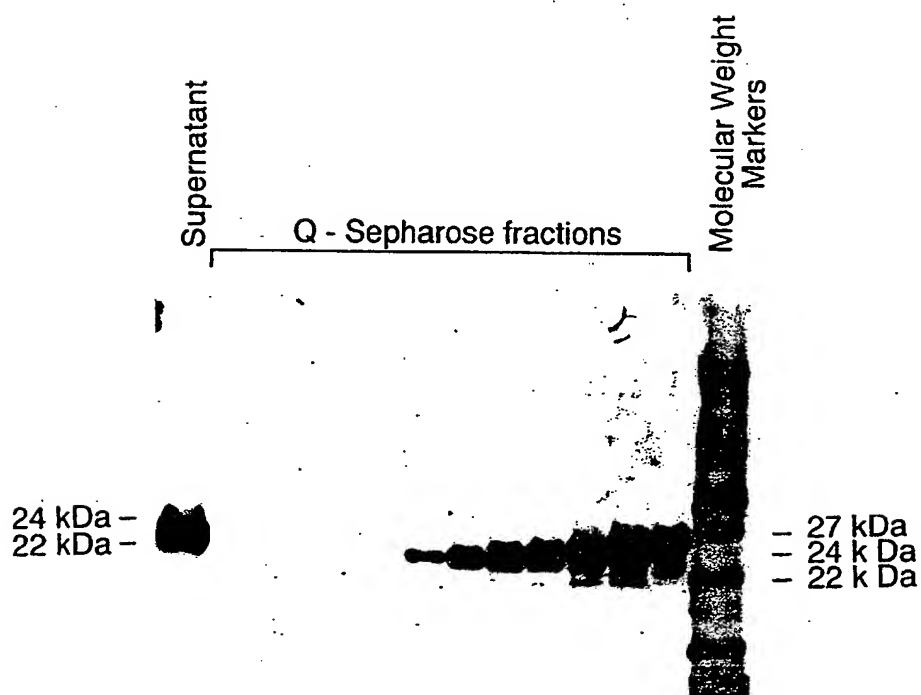 Supernatant
Q - Sepharose fractions
Molecular Weight
Markers
24 kDa –
22 kDa –
– 27 kDa
– 24 k Da
– 22 k Da